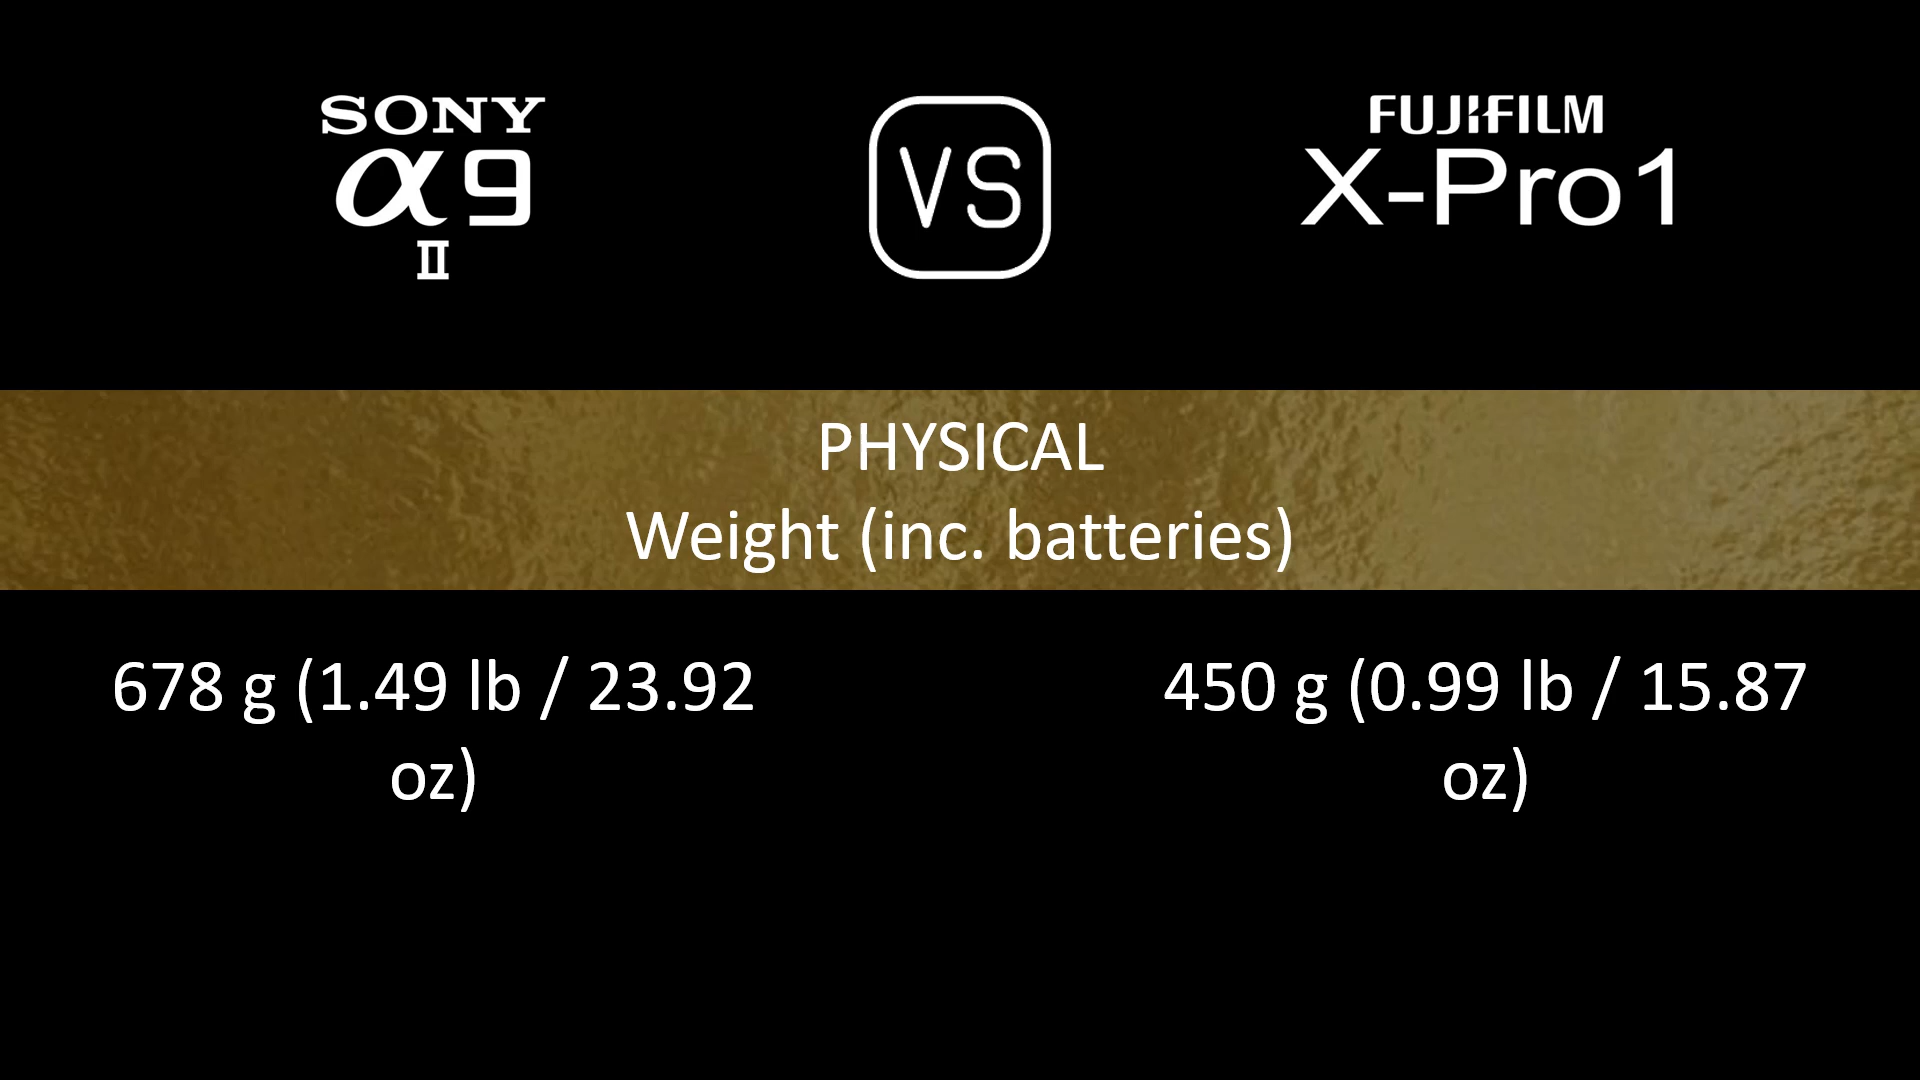 SONY
α9
II
VS
FUJIFILM
X-Pro1
PHYSICAL
Weight (inc. batteries)
678 g (1.49 lb / 23.92
oz)
450 g (0.99 lb / 15.87
oz)